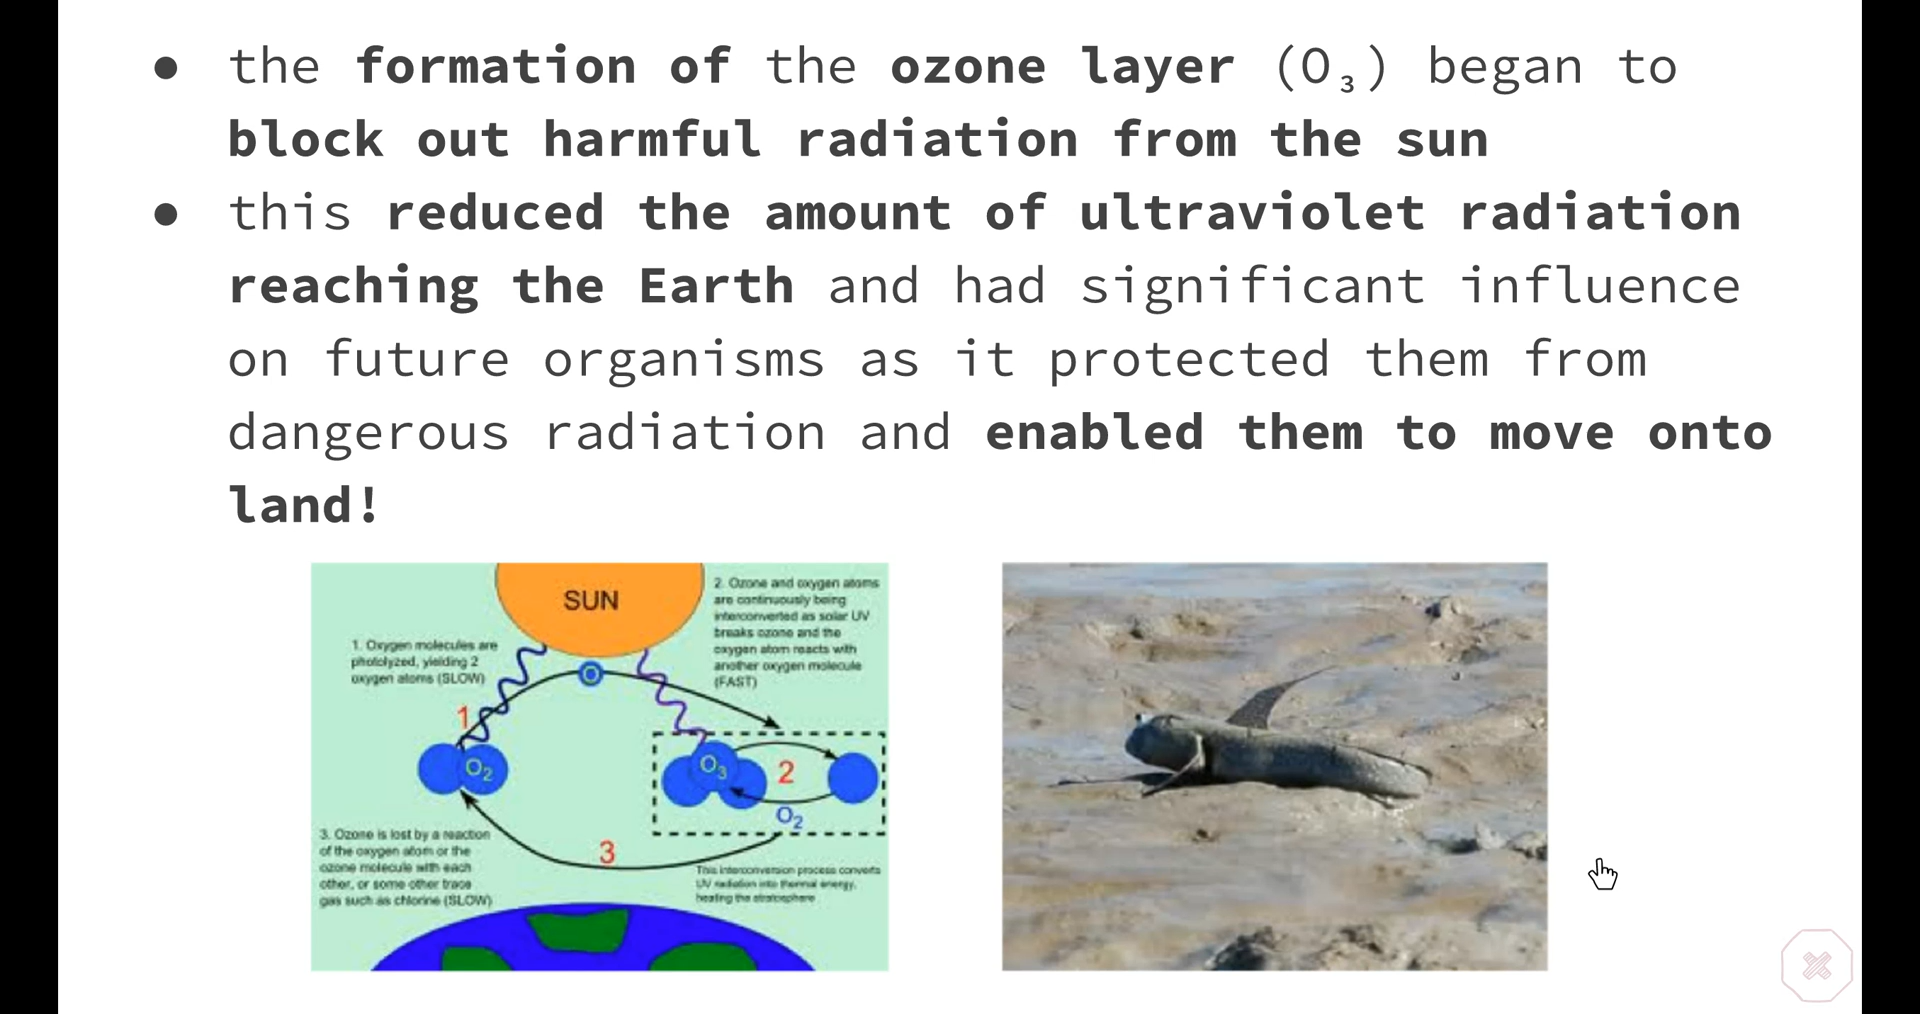 ● the formation of the ozone layer (O₃) began to
block out harmful radiation from the sun
● this reduced the amount of ultraviolet radiation
reaching the Earth and had significant influence
on future organisms as it protected them from
dangerous radiation and enabled them to move onto
land!
SUN
1. Oxygen molecules are
photolyzed, yielding 2
oxygen atoms (SLOW)
2. Ozone and oxygen atoms
are continuously being
interconverted as solar UV
breaks ozone and the
oxygen atom reacts with
another oxygen molecule
(FAST)
O
1
O₂
O₃
2
O₂
3
3. Ozone is lost by a reaction
of the oxygen atom or the
ozone molecule with each
other, or some other trace
gas such as chlorine (SLOW)
This interconversion process converts
UV radiation into thermal energy,
heating the stratosphere